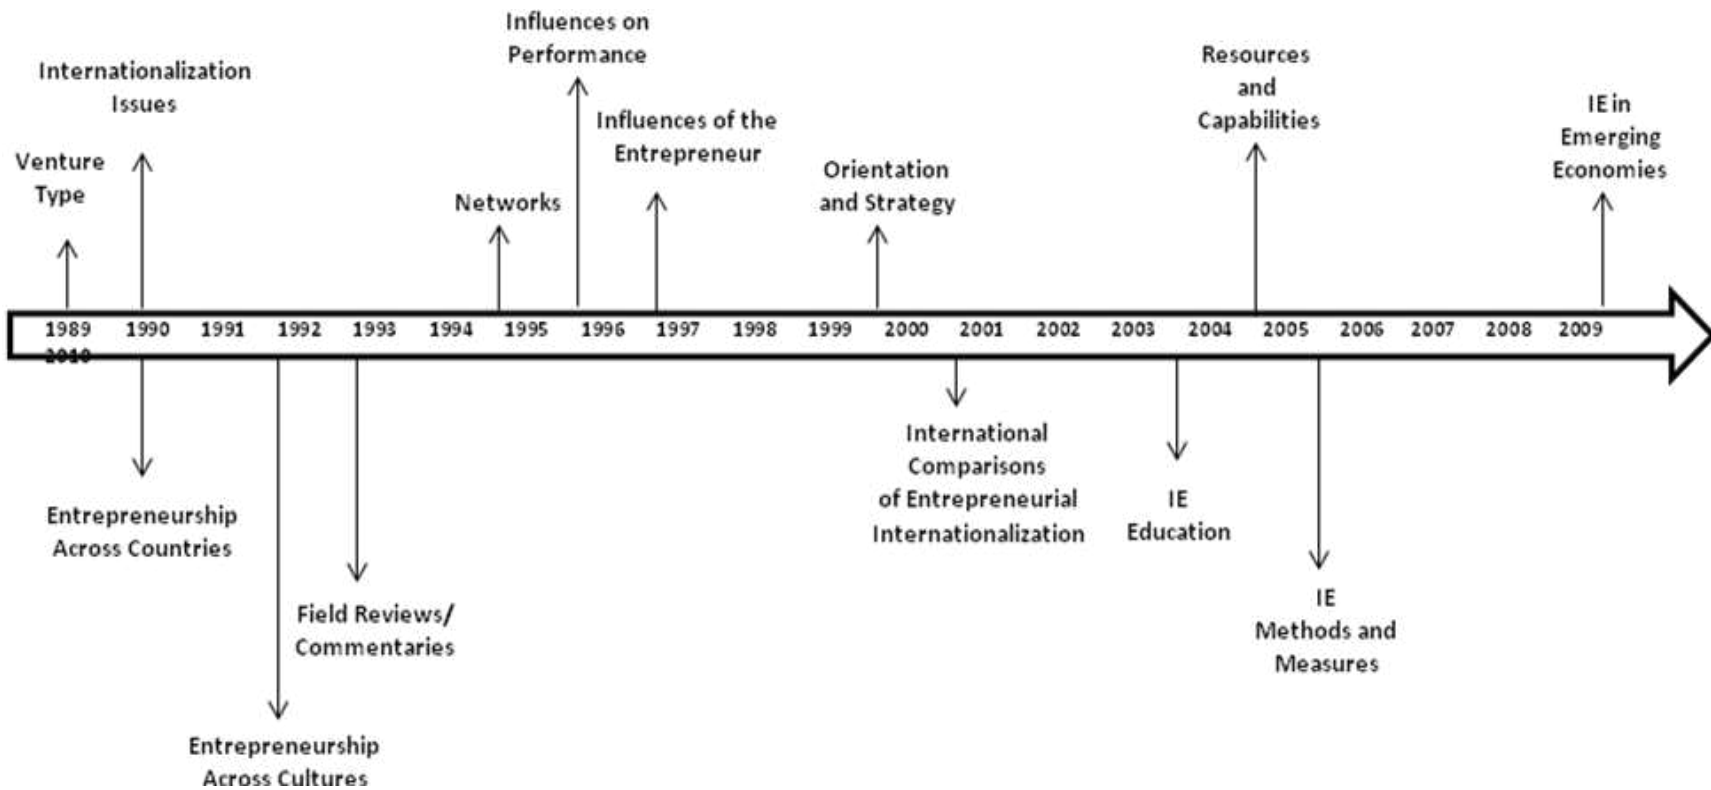 Influences on
Performance
Internationalization
Issues
Resources
and
Capabilities
Influences of the
Entrepreneur
IE in
Emerging
Economies
Venture
Type
Orientation
and Strategy
Networks
1989 1990 1991 1992 1993 1994 1995 1996 1997 1998 1999 2000 2001 2002 2003 2004 2005 2006 2007 2008 2009
2010
International
Comparisons
of Entrepreneurial
Internationalization
IE
Education
Entrepreneurship
Across Countries
IE
Methods and
Measures
Field Reviews/
Commentaries
Entrepreneurship
Across Cultures